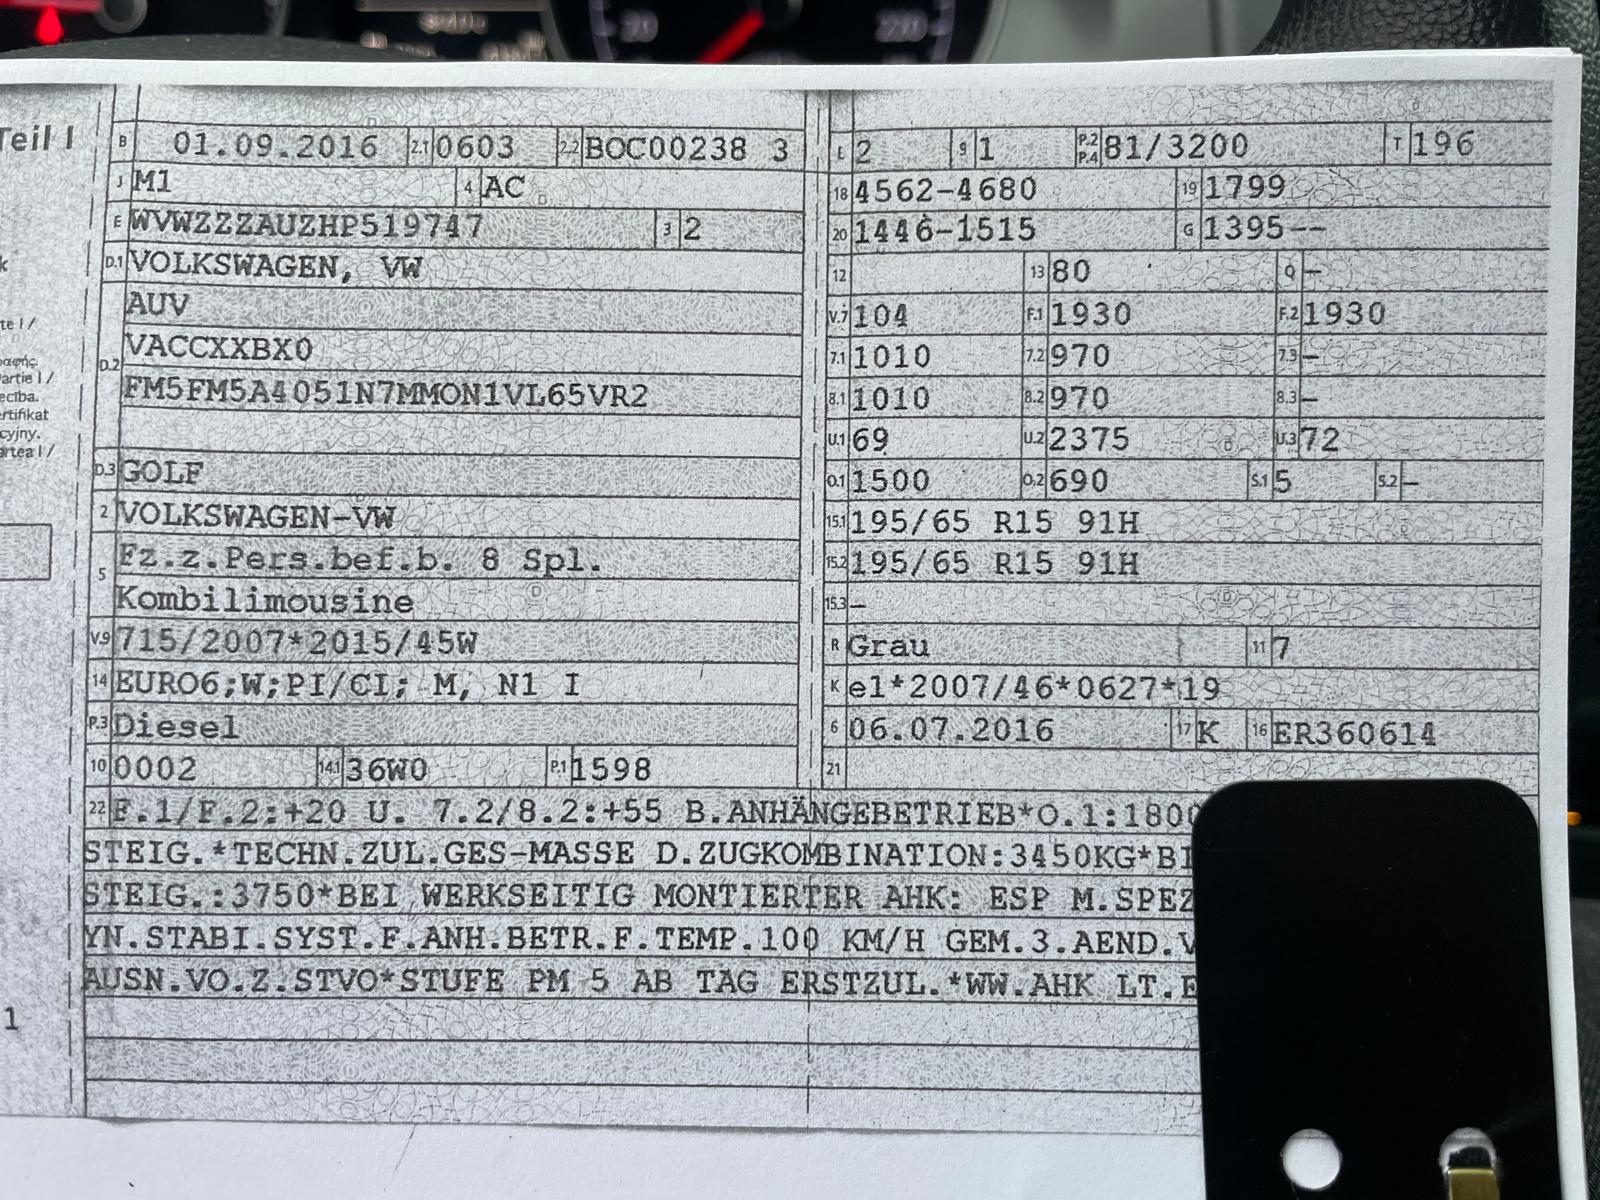 Teil I
B 01.09.2016 2.1 0603 2.2 BOC00238 3
J M1 4 AC
E WVWZZZAUZHP519747 3 2
D.1 VOLKSWAGEN, VW
AUV
D.2 VACCXXBX0
FM5FM5A4051N7MMON1VL65VR2
D.3 GOLF
2 VOLKSWAGEN-VW
5 Fz.z.Pers.bef.b. 8 Spl.
Kombilimousine
V.9 715/2007*2015/45W
14 EURO6;W;PI/CI; M, N1 I
P.3 Diesel
10 0002 14.1 36W0 P.1 1598
L 2 9 1 P.2 P.4 81/3200 T 196
18 4562-4680 19 1799
20 1446-1515 G 1395--
12 13 80 Q -
V.7 104 F.1 1930 F.2 1930
7.1 1010 7.2 970 7.3 -
8.1 1010 8.2 970 8.3 -
U.1 69 U.2 2375 U.3 72
O.1 1500 O.2 690 S.1 5 S.2 -
15.1 195/65 R15 91H
15.2 195/65 R15 91H
15.3 -
R Grau 11 7
K e1*2007/46*0627*19
6 06.07.2016 17 K 16 ER360614
21
22 F.1/F.2:+20 U. 7.2/8.2:+55 B.ANHÄNGEBETRIEB*O.1:1800
STEIG.*TECHN.ZUL.GES-MASSE D.ZUGKOMBINATION:3450KG*BI
STEIG.:3750*BEI WERKSEITIG MONTIERTER AHK: ESP M.SPEZ
YN.STABI.SYST.F.ANH.BETR.F.TEMP.100 KM/H GEM.3.AEND.V
AUSN.VO.Z.STVO*STUFE PM 5 AB TAG ERSTZUL.*WW.AHK LT.E
k
te I /
artie I /
ecība.
rtifikat
cyjny.
artea I /
1